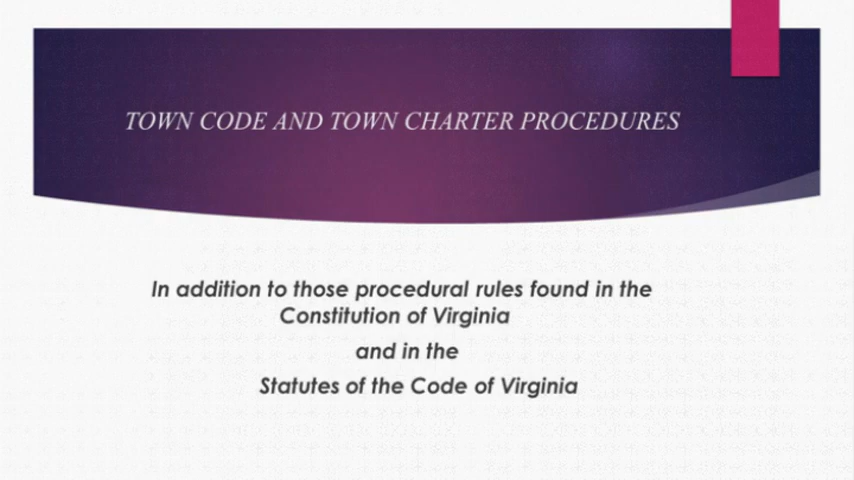 TOWN CODE AND TOWN CHARTER PROCEDURES
In addition to those procedural rules found in the
Constitution of Virginia
and in the
Statutes of the Code of Virginia